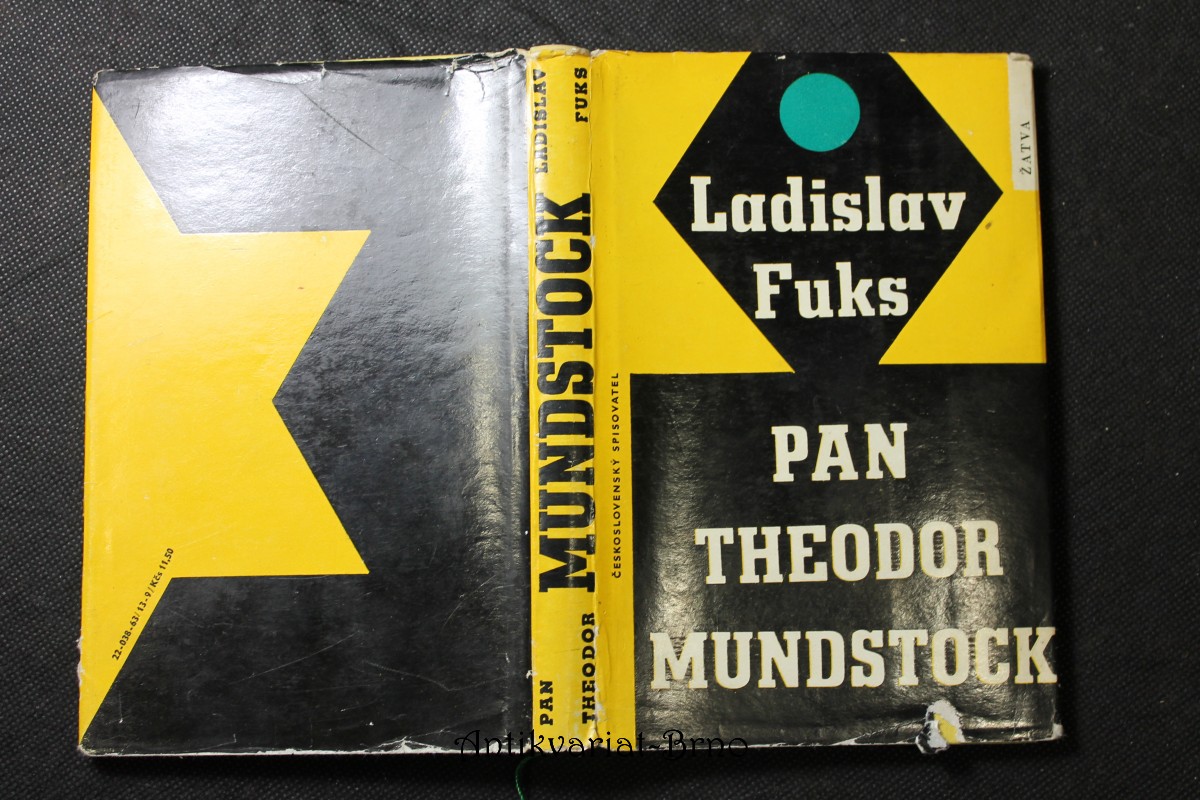 22-038-63/13-9/Kčs 11,50
LADISLAV FUKS
MUNDSTOCK
PAN THEODOR
ČESKOSLOVENSKÝ SPISOVATEL
ŽATVA
Ladislav
Fuks
PAN
THEODOR
MUNDSTOCK
Antikvariat-Brno